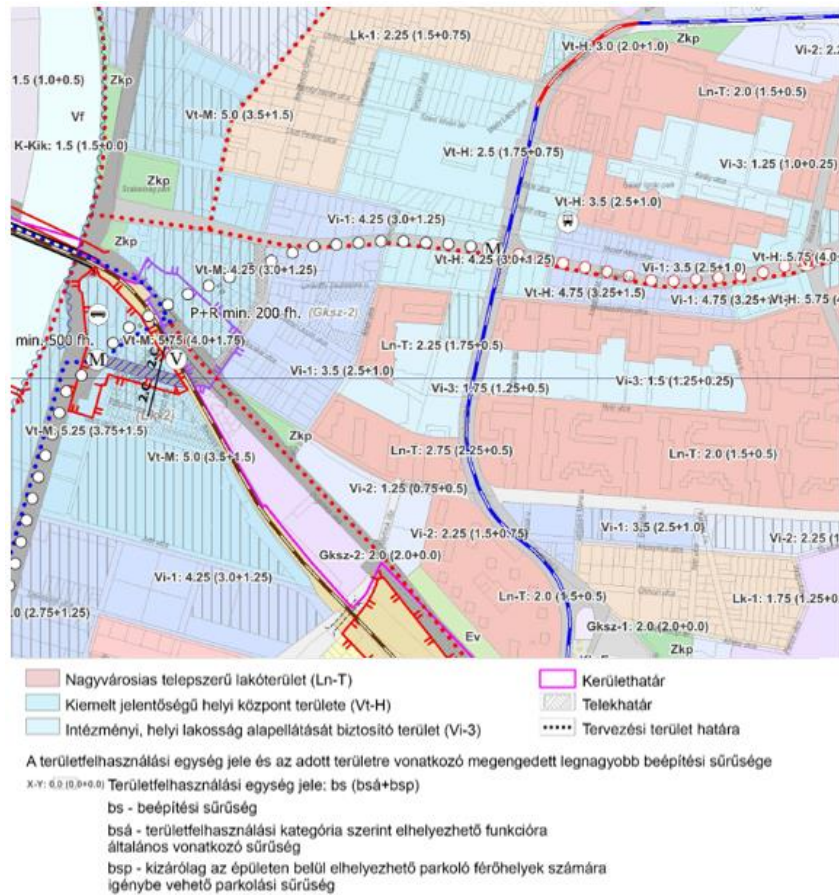 Lk-1: 2.25 (1.5+0.75)
Vt-H: 3.0 (2.0+1.0)
Zkp
Vi-2: 2.2
1.5 (1.0+0.5)
Zkp
Vf
Vt-M: 5.0 (3.5+1.5)
Ln-T: 2.0 (1.5+0.5)
K-Kik: 1.5 (1.5+0.0)
Vt-H: 2.5 (1.75+0.75)
Vi-3: 1.25 (1.0+0.25)
Zkp
Vt-H: 3.5 (2.5+1.0)
Vi-1: 4.25 (3.0+1.25)
Zkp
M
Vt-M: 4.25 (3.0+1.25)
Vt-H: 4.25 (3.0+1.25)
Vi-1: 3.5 (2.5+1.0)
Vt-H: 5.75 (4.0+
Vt-H: 4.75 (3.25+1.5)
Vi-1: 4.75 (3.25+
Vt-H: 5.75 (4
P+R min. 200 fh.
(Gksz-2)
min. 500 fh.
Vt-M: 5.75 (4.0+1.75)
Ln-T: 2.25 (1.75+0.5)
M
V
Vi-1: 3.5 (2.5+1.0)
Vi-3: 1.75 (1.25+0.5)
Vi-3: 1.5 (1.25+0.25)
Vt-M: 5.25 (3.75+1.5)
Zkp
Vt-M: 5.0 (3.5+1.5)
Ln-T: 2.75 (2.25+0.5)
Ln-T: 2.0 (1.5+0.5)
Vi-2: 1.25 (0.75+0.5)
Vi-2: 2.25 (1.5+0.75)
Vi-1: 3.5 (2.5+1.0)
Vi-2: 2.25 (1
Gksz-2: 2.0 (2.0+0.0)
Vi-1: 4.25 (3.0+1.25)
Ln-T: 2.0 (1.5+0.5)
Lk-1: 1.75 (1.25+0.
.0 (2.75+1.25)
Gksz-1: 2.0 (2.0+0.0)
Ev
Zkp
Nagyvárosias telepszerű lakóterület (Ln-T)
Kerülethatár
Kiemelt jelentőségű helyi központ területe (Vt-H)
Telekhatár
Intézményi, helyi lakosság alapellátását biztosító terület (Vi-3)
Tervezési terület határa
A területfelhasználási egység jele és az adott területre vonatkozó megengedett legnagyobb beépítési sűrűsége
X-Y: 0.0 (0.0+0.0) Területfelhasználási egység jele: bs (bsá+bsp)
bs - beépítési sűrűség
bsá - területfelhasználási kategória szerint elhelyezhető funkcióra
általános vonatkozó sűrűség
bsp - kizárólag az épületen belül elhelyezhető parkoló férőhelyek számára
igénybe vehető parkolási sűrűség